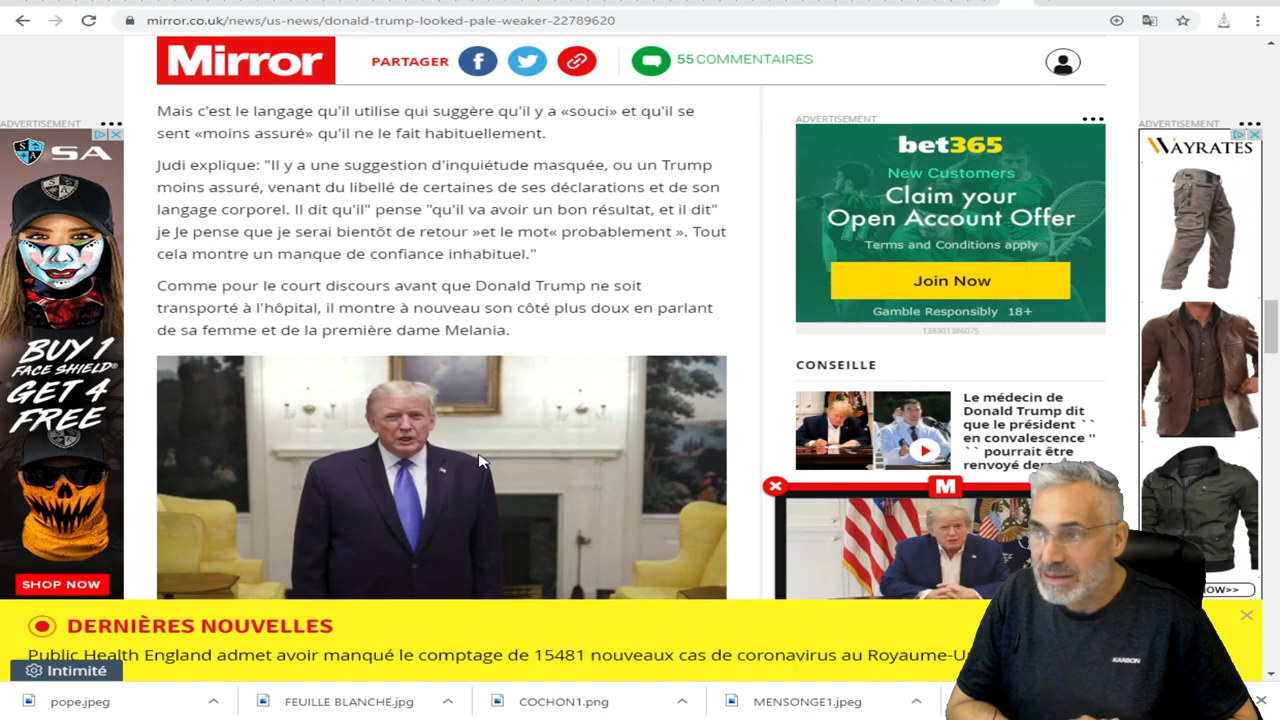 mirror.co.uk/news/us-news/donald-trump-looked-pale-weaker-22789620
Mirror
PARTAGER
55 COMMENTAIRES
Mais c'est le langage qu'il utilise qui suggère qu'il y a «souci» et qu'il se
sent «moins assuré» qu'il ne le fait habituellement.
Judi explique: "Il y a une suggestion d'inquiétude masquée, ou un Trump
moins assuré, venant du libellé de certaines de ses déclarations et de son
langage corporel. Il dit qu'il" pense "qu'il va avoir un bon résultat, et il dit"
je Je pense que je serai bientôt de retour »et le mot« probablement ». Tout
cela montre un manque de confiance inhabituel."
Comme pour le court discours avant que Donald Trump ne soit
transporté à l'hôpital, il montre à nouveau son côté plus doux en parlant
de sa femme et de la première dame Melania.
ADVERTISEMENT
SA
BUY 1
FACE SHIELD
GET 4
FREE
SHOP NOW
ADVERTISEMENT
bet365
New Customers
Claim your
Open Account Offer
Terms and Conditions apply
Join Now
Gamble Responsibly 18+
138301386075
CONSEILLE
Le médecin de
Donald Trump dit
que le président ``
en convalescence ''
`` pourrait être
renvoyé
M
ADVERTISEMENT
WAYRATES
NOW>>
DERNIÈRES NOUVELLES
Public Health England admet avoir manqué le comptage de 15481 nouveaux cas de coronavirus au
Intimité
KARBON
pope.jpeg
FEUILLE BLANCHE.jpg
COCHON1.png
MENSONGE1.jpeg